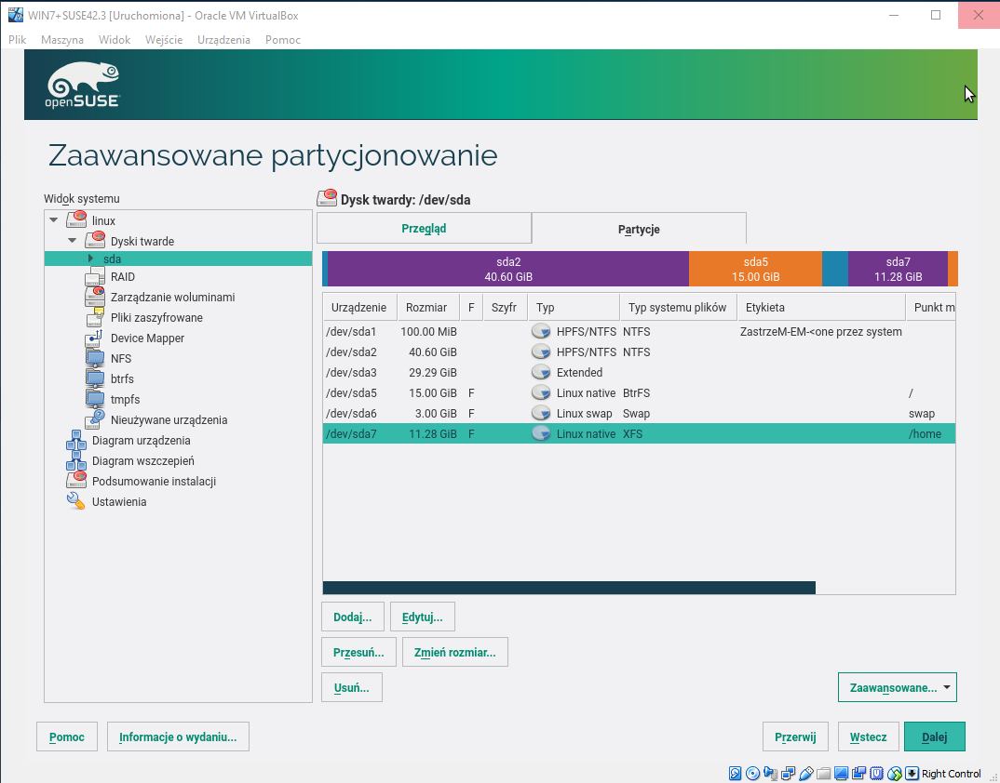 WIN7+SUSE42.3 [Uruchomiona] - Oracle VM VirtualBox
Plik Maszyna Widok Wejście Urządzenia Pomoc
openSUSE
Zaawansowane partycjonowanie
Widok systemu
linux
Dyski twarde
sda
RAID
Zarządzanie woluminami
Pliki zaszyfrowane
Device Mapper
NFS
btrfs
tmpfs
Nieużywane urządzenia
Diagram urządzenia
Diagram wszczepień
Podsumowanie instalacji
Ustawienia
Dysk twardy: /dev/sda
Przegląd Partycje
sda2 sda5 sda7
40.60 GiB 15.00 GiB 11.28 GiB
Urządzenie Rozmiar F Szyfr Typ Typ systemu plików Etykieta Punkt m
/dev/sda1 100.00 MiB HPFS/NTFS NTFS ZastrzeM-EM-<one przez system
/dev/sda2 40.60 GiB HPFS/NTFS NTFS
/dev/sda3 29.29 GiB Extended
/dev/sda5 15.00 GiB F Linux native BtrFS /
/dev/sda6 3.00 GiB F Linux swap Swap swap
/dev/sda7 11.28 GiB F Linux native XFS /home
Dodaj... Edytuj...
Przesuń... Zmień rozmiar...
Usuń... Zaawansowane...
Pomoc Informacje o wydaniu... Przerwij Wstecz Dalej
Right Control